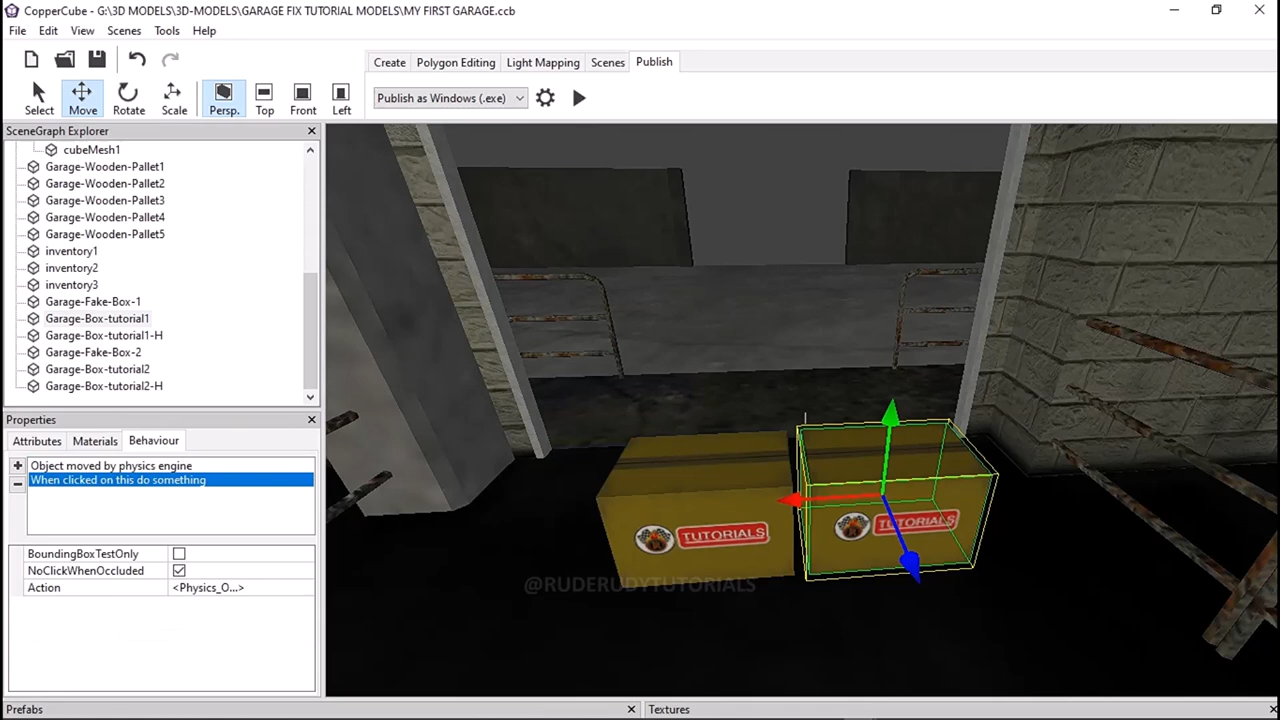 CopperCube - G:\3D MODELS\3D-MODELS\GARAGE FIX TUTORIAL MODELS\MY FIRST GARAGE.ccb
File Edit View Scenes Tools Help
Create Polygon Editing Light Mapping Scenes Publish
Select Move Rotate Scale Persp. Top Front Left
Publish as Windows (.exe)
SceneGraph Explorer
cubeMesh1
Garage-Wooden-Pallet1
Garage-Wooden-Pallet2
Garage-Wooden-Pallet3
Garage-Wooden-Pallet4
Garage-Wooden-Pallet5
inventory1
inventory2
inventory3
Garage-Fake-Box-1
Garage-Box-tutorial1
Garage-Box-tutorial1-H
Garage-Fake-Box-2
Garage-Box-tutorial2
Garage-Box-tutorial2-H
Properties
Attributes Materials Behaviour
Object moved by physics engine
When clicked on this do something
BoundingBoxTestOnly
NoClickWhenOccluded
Action <Physics_O...>
TUTORIALS
TUTORIALS
@RUDERUDYTUTORIALS
Prefabs
Textures